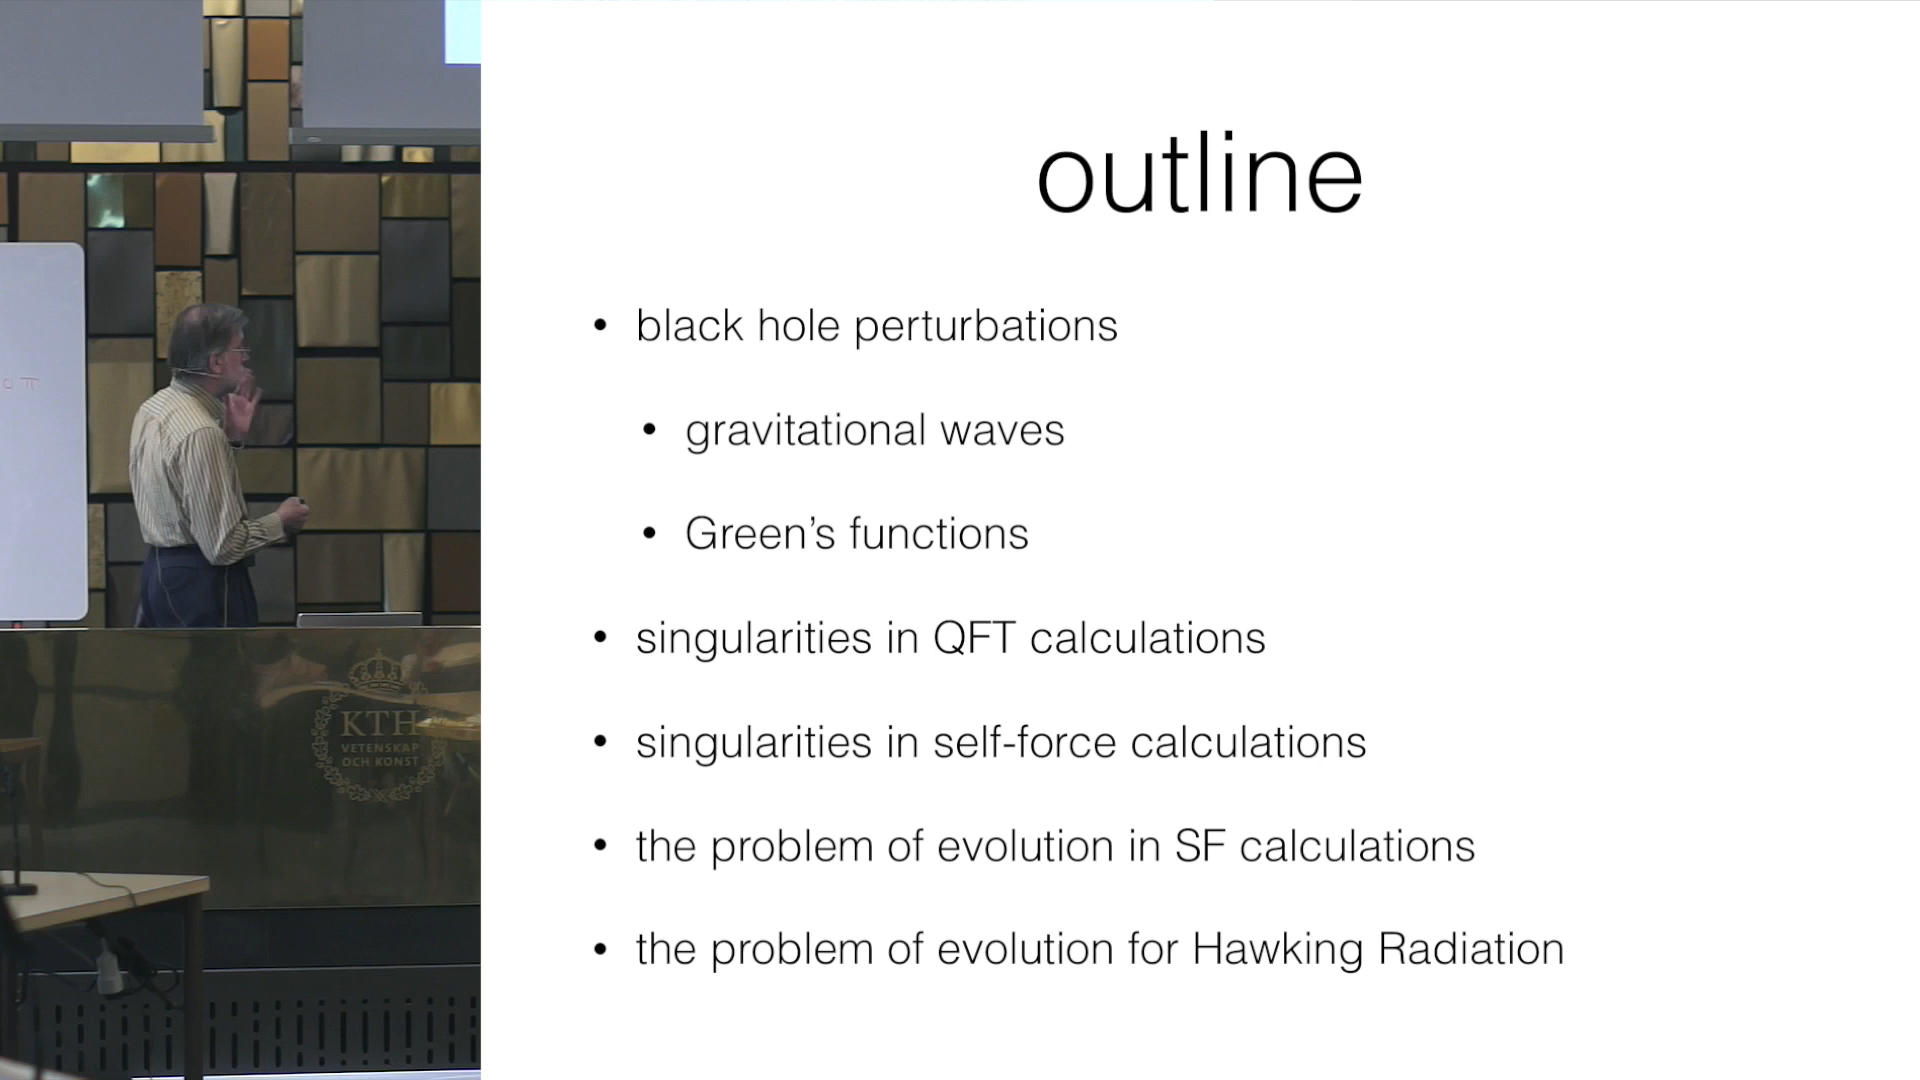 outline
• black hole perturbations
• gravitational waves
• Green’s functions
• singularities in QFT calculations
• singularities in self-force calculations
• the problem of evolution in SF calculations
• the problem of evolution for Hawking Radiation
KTH
VETENSKAP
OCH KONST